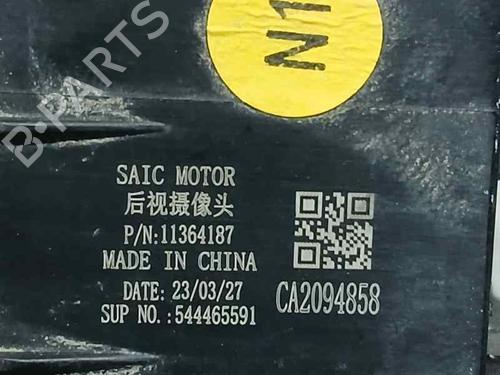 B-PARTS
N1
SAIC MOTOR
后视摄像头
P/N:11364187
MADE IN CHINA
DATE: 23/03/27
SUP NO.:544465591
CA2094858